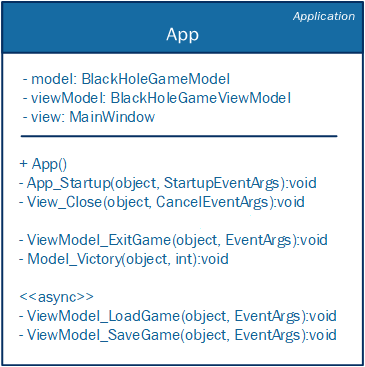 Application
App
- model: BlackHoleGameModel
- viewModel: BlackHoleGameViewModel
- view: MainWindow
+ App()
- App_Startup(object, StartupEventArgs):void
- View_Close(object, CancelEventArgs):void
- ViewModel_ExitGame(object, EventArgs):void
- Model_Victory(object, int):void
<<async>>
- ViewModel_LoadGame(object, EventArgs):void
- ViewModel_SaveGame(object, EventArgs):void